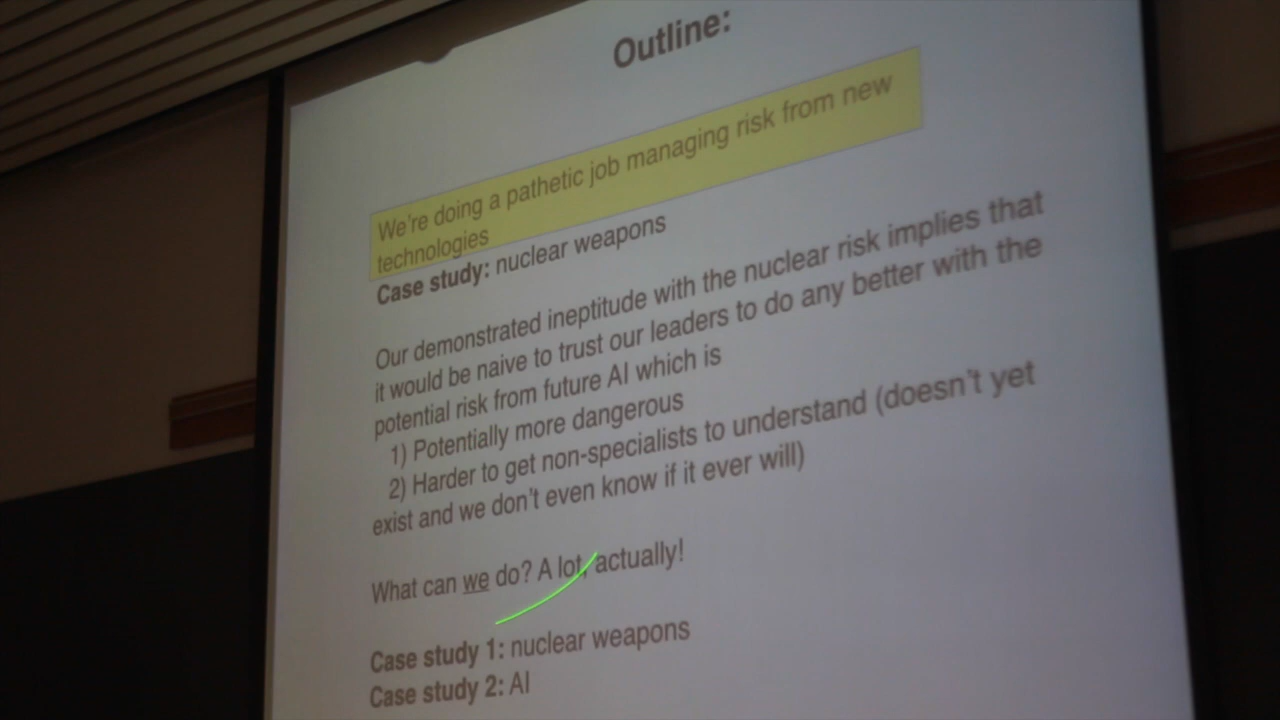 Outline:
We're doing a pathetic job managing risk from new
technologies
Case study: nuclear weapons
Our demonstrated ineptitude with the nuclear risk implies that
it would be naive to trust our leaders to do any better with the
potential risk from future AI which is
1) Potentially more dangerous
2) Harder to get non-specialists to understand (doesn't yet
exist and we don't even know if it ever will)
What can we do? A lot, actually!
Case study 1: nuclear weapons
Case study 2: AI